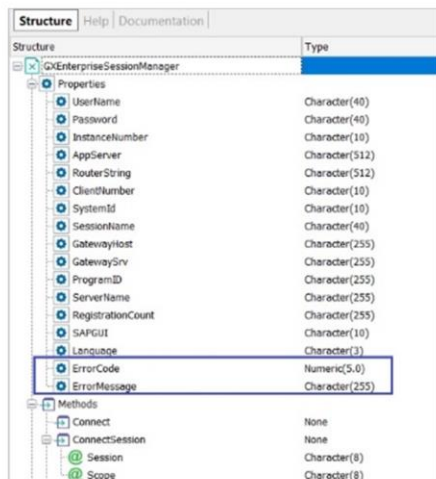 Structure Help Documentation
Structure Type
GXEnterpriseSessionManager
Properties
UserName Character(40)
Password Character(40)
InstanceNumber Character(10)
AppServer Character(512)
RouterString Character(512)
ClientNumber Character(10)
SystemId Character(10)
SessionName Character(40)
GatewayHost Character(255)
GatewaySrv Character(255)
ProgramID Character(255)
ServerName Character(255)
RegistrationCount Character(255)
SAPGUI Character(10)
Language Character(3)
ErrorCode Numeric(5.0)
ErrorMessage Character(255)
Methods
Connect None
ConnectSession None
Session Character(8)
Scope Character(8)